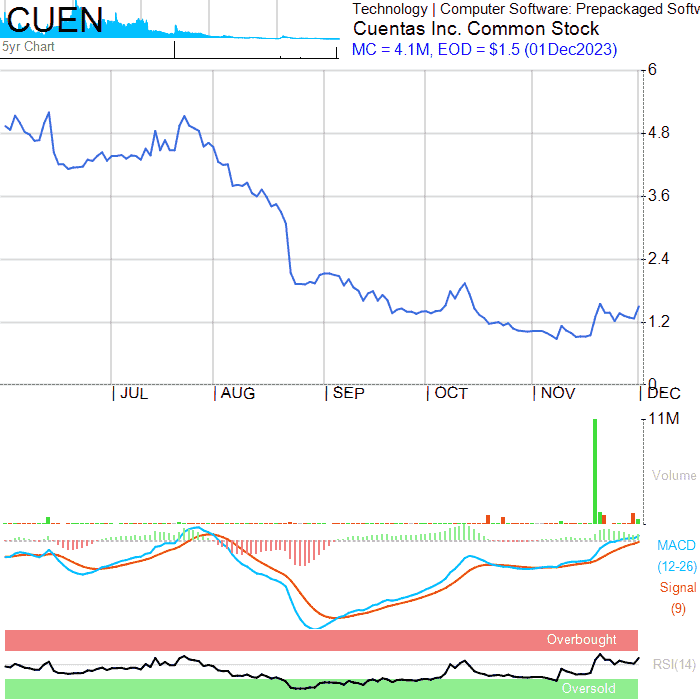 CUEN
5yr Chart
Technology | Computer Software: Prepackaged Softw
Cuentas Inc. Common Stock
MC = 4.1M, EOD = $1.5 (01Dec2023)
6
4.8
3.6
2.4
1.2
0
JUL AUG SEP OCT NOV DEC
11M
Volume
MACD
(12-26)
Signal
(9)
Overbought
RSI(14)
Oversold